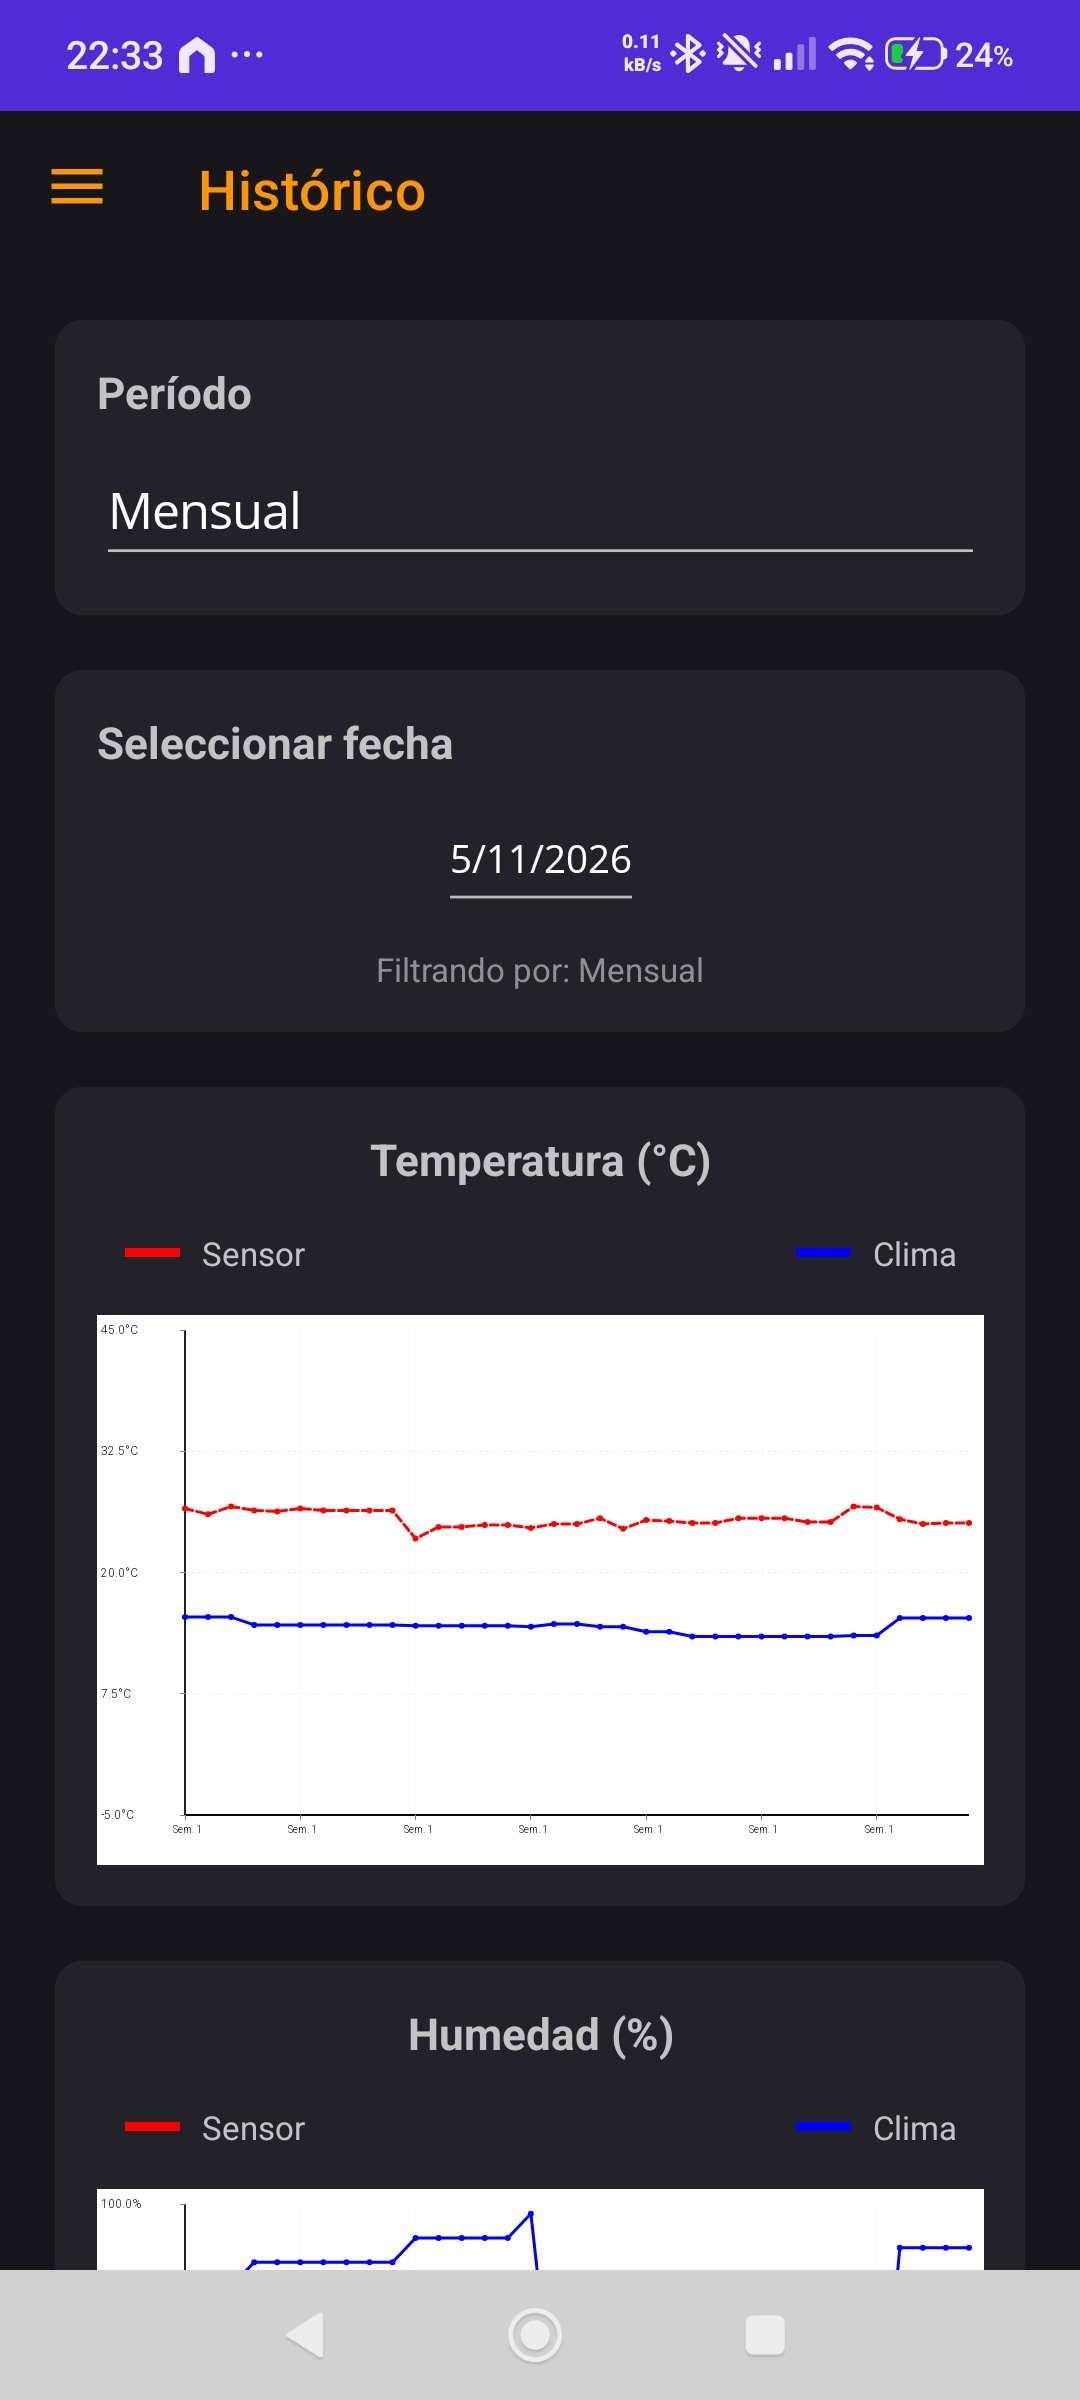 22:33
0.11 kB/s
24%
Histórico
Período
Mensual
Seleccionar fecha
5/11/2026
Filtrando por: Mensual
Temperatura (°C)
Sensor Clima
45.0°C
32.5°C
20.0°C
7.5°C
-5.0°C
Sem. 1 Sem. 1 Sem. 1 Sem. 1 Sem. 1 Sem. 1 Sem. 1
Humedad (%)
Sensor Clima
100.0%